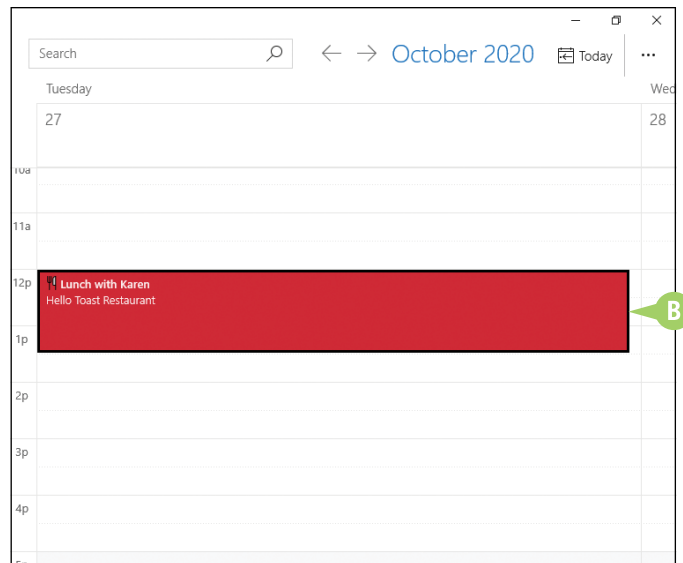 Search
October 2020
Today
Tuesday
Wed
27
28
10a
11a
12p
Lunch with Karen
Hello Toast Restaurant
B
1p
2p
3p
4p